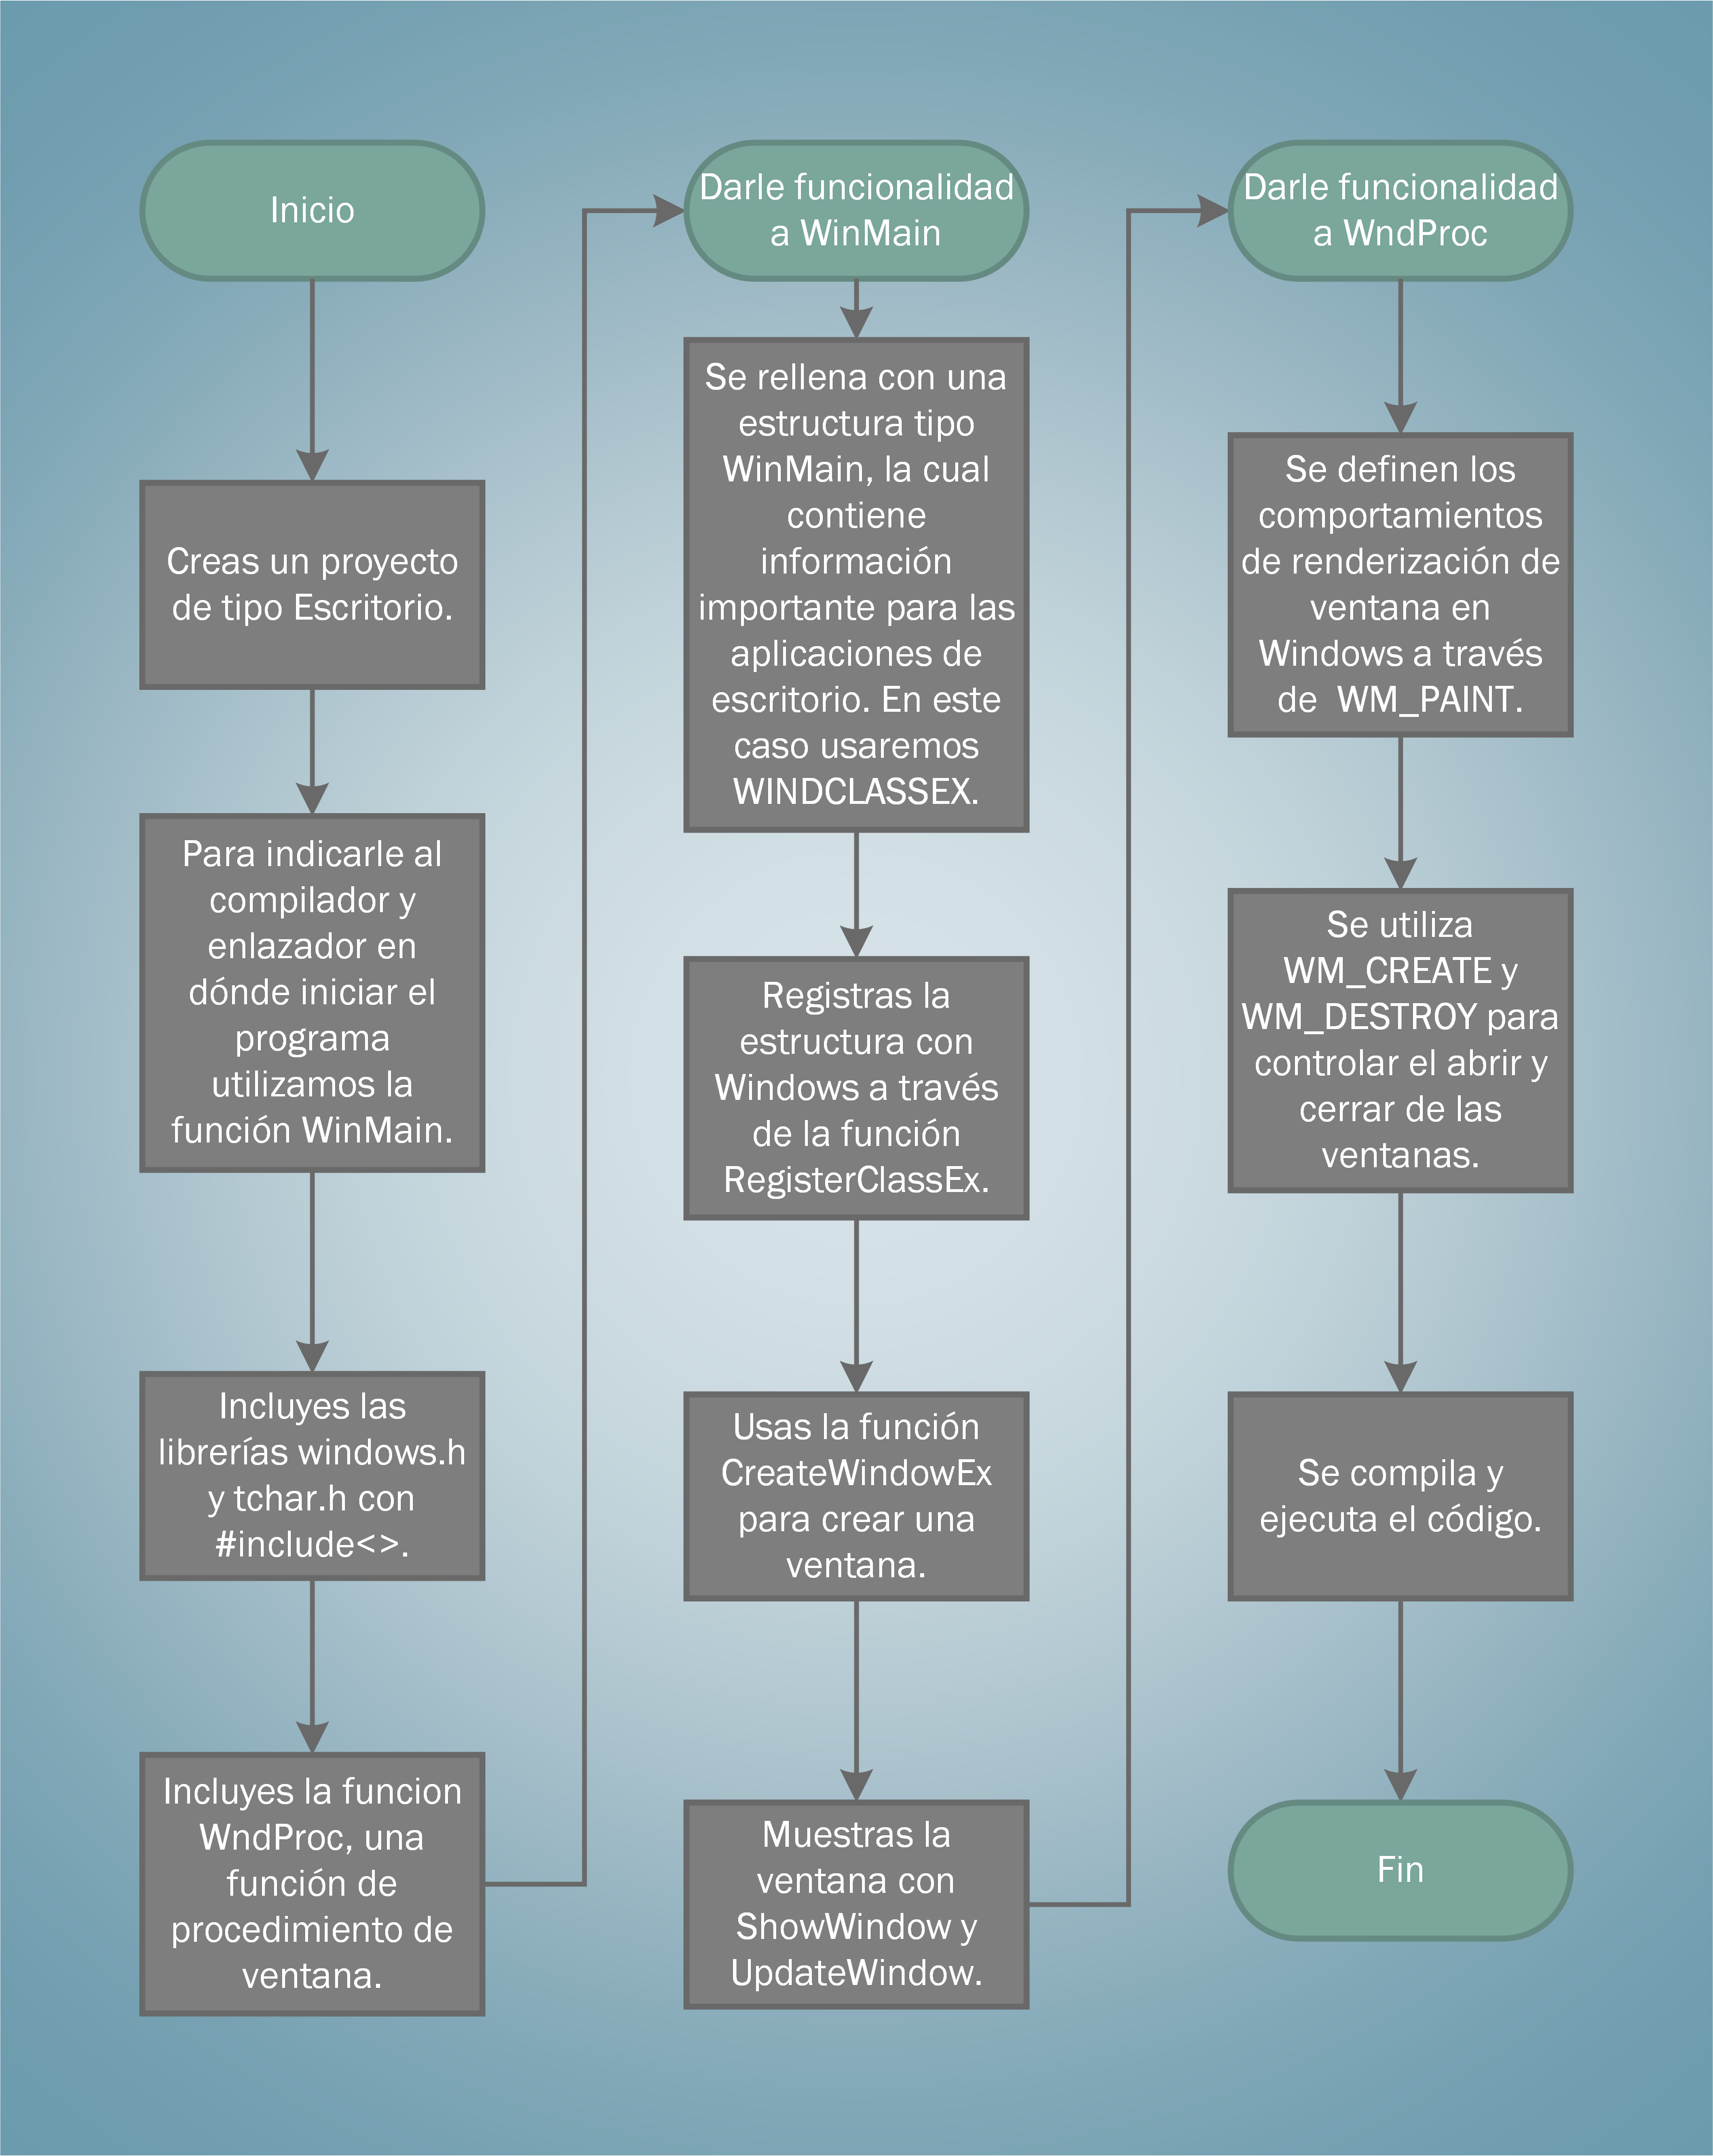 Inicio
Creas un proyecto
de tipo Escritorio.
Para indicarle al
compilador y
enlazador en
dónde iniciar el
programa
utilizamos la
función WinMain.
Incluyes las
librerías windows.h
y tchar.h con
#include<>.
Incluyes la funcion
WndProc, una
función de
procedimiento de
ventana.
Darle funcionalidad
a WinMain
Se rellena con una
estructura tipo
WinMain, la cual
contiene
información
importante para las
aplicaciones de
escritorio. En este
caso usaremos
WINDCLASSEX.
Registras la
estructura con
Windows a través
de la función
RegisterClassEx.
Usas la función
CreateWindowEx
para crear una
ventana.
Muestras la
ventana con
ShowWindow y
UpdateWindow.
Darle funcionalidad
a WndProc
Se definen los
comportamientos
de renderización de
ventana en
Windows a través
de  WM_PAINT.
Se utiliza
WM_CREATE y
WM_DESTROY para
controlar el abrir y
cerrar de las
ventanas.
Se compila y
ejecuta el código.
Fin